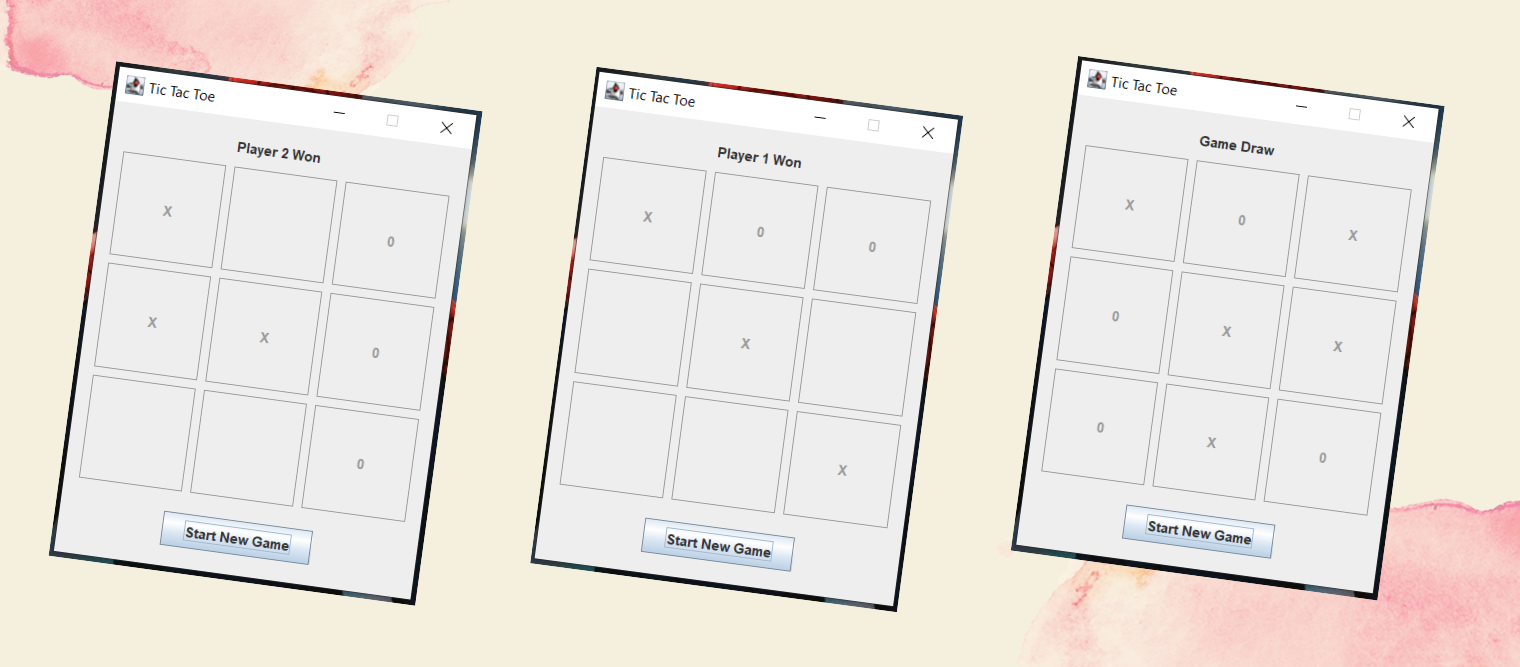 Tic Tac Toe
Player 2 Won
X 0
X X 0
0
Start New Game
Tic Tac Toe
Player 1 Won
X 0 0
X
X
Start New Game
Tic Tac Toe
Game Draw
X 0 X
0 X X
0 X 0
Start New Game